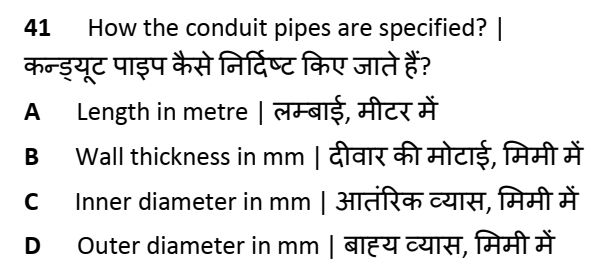 41 How the conduit pipes are specified? |
कन्ड्यूट पाइप कैसे निर्दिष्ट किए जाते हैं?
A Length in metre | लम्बाई, मीटर में
B Wall thickness in mm | दीवार की मोटाई, मिमी में
C Inner diameter in mm | आतंरिक व्यास, मिमी में
D Outer diameter in mm | बाह्य व्यास, मिमी में